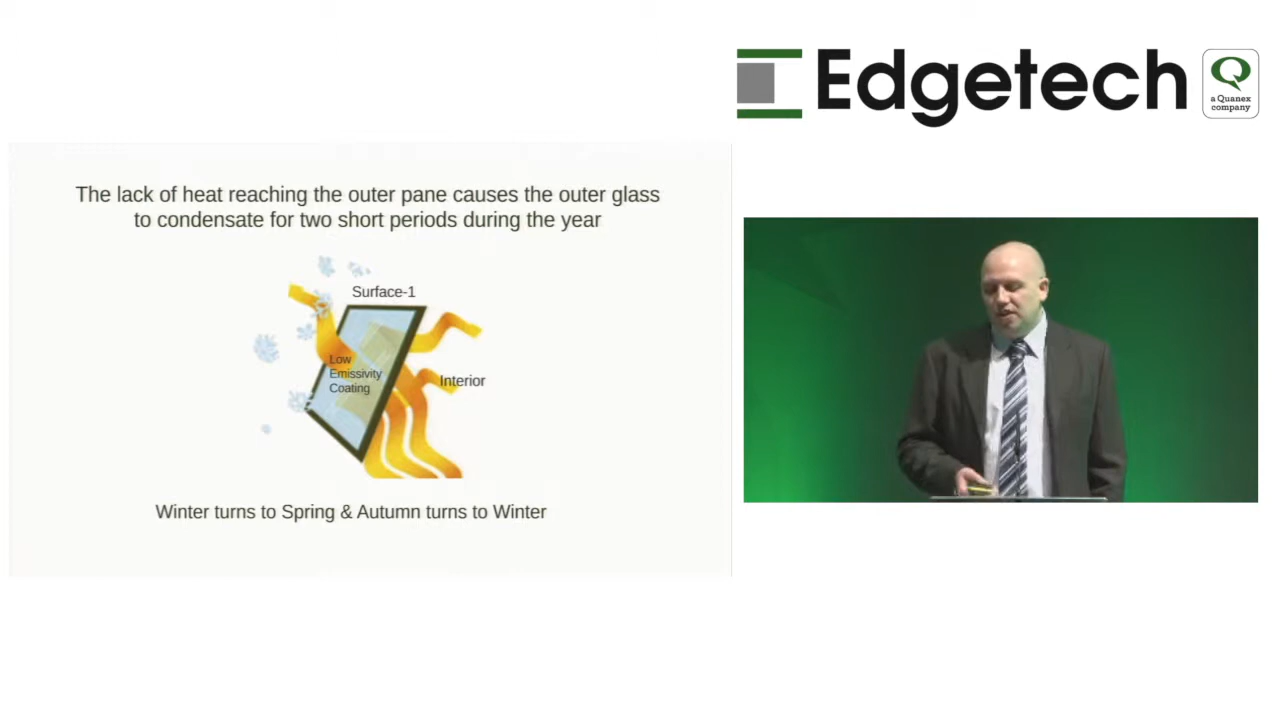 Edgetech
a Quanex
company
The lack of heat reaching the outer pane causes the outer glass
to condensate for two short periods during the year
Surface-1
Low
Emissivity
Coating
Interior
Winter turns to Spring & Autumn turns to Winter